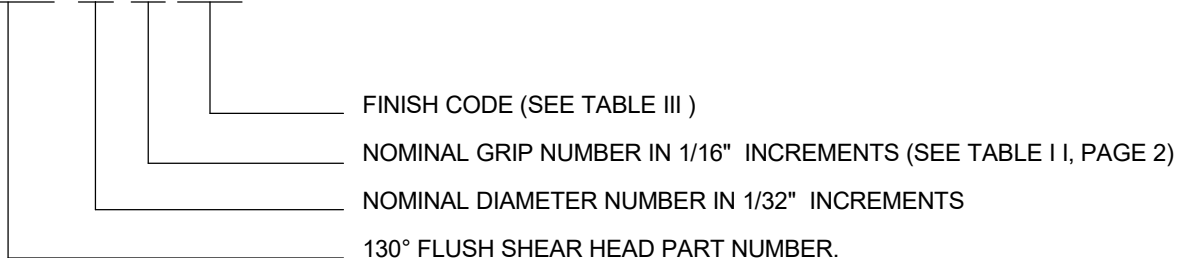 FINISH CODE (SEE TABLE III )
NOMINAL GRIP NUMBER IN 1/16" INCREMENTS (SEE TABLE I I, PAGE 2)
NOMINAL DIAMETER NUMBER IN 1/32" INCREMENTS
130° FLUSH SHEAR HEAD PART NUMBER.